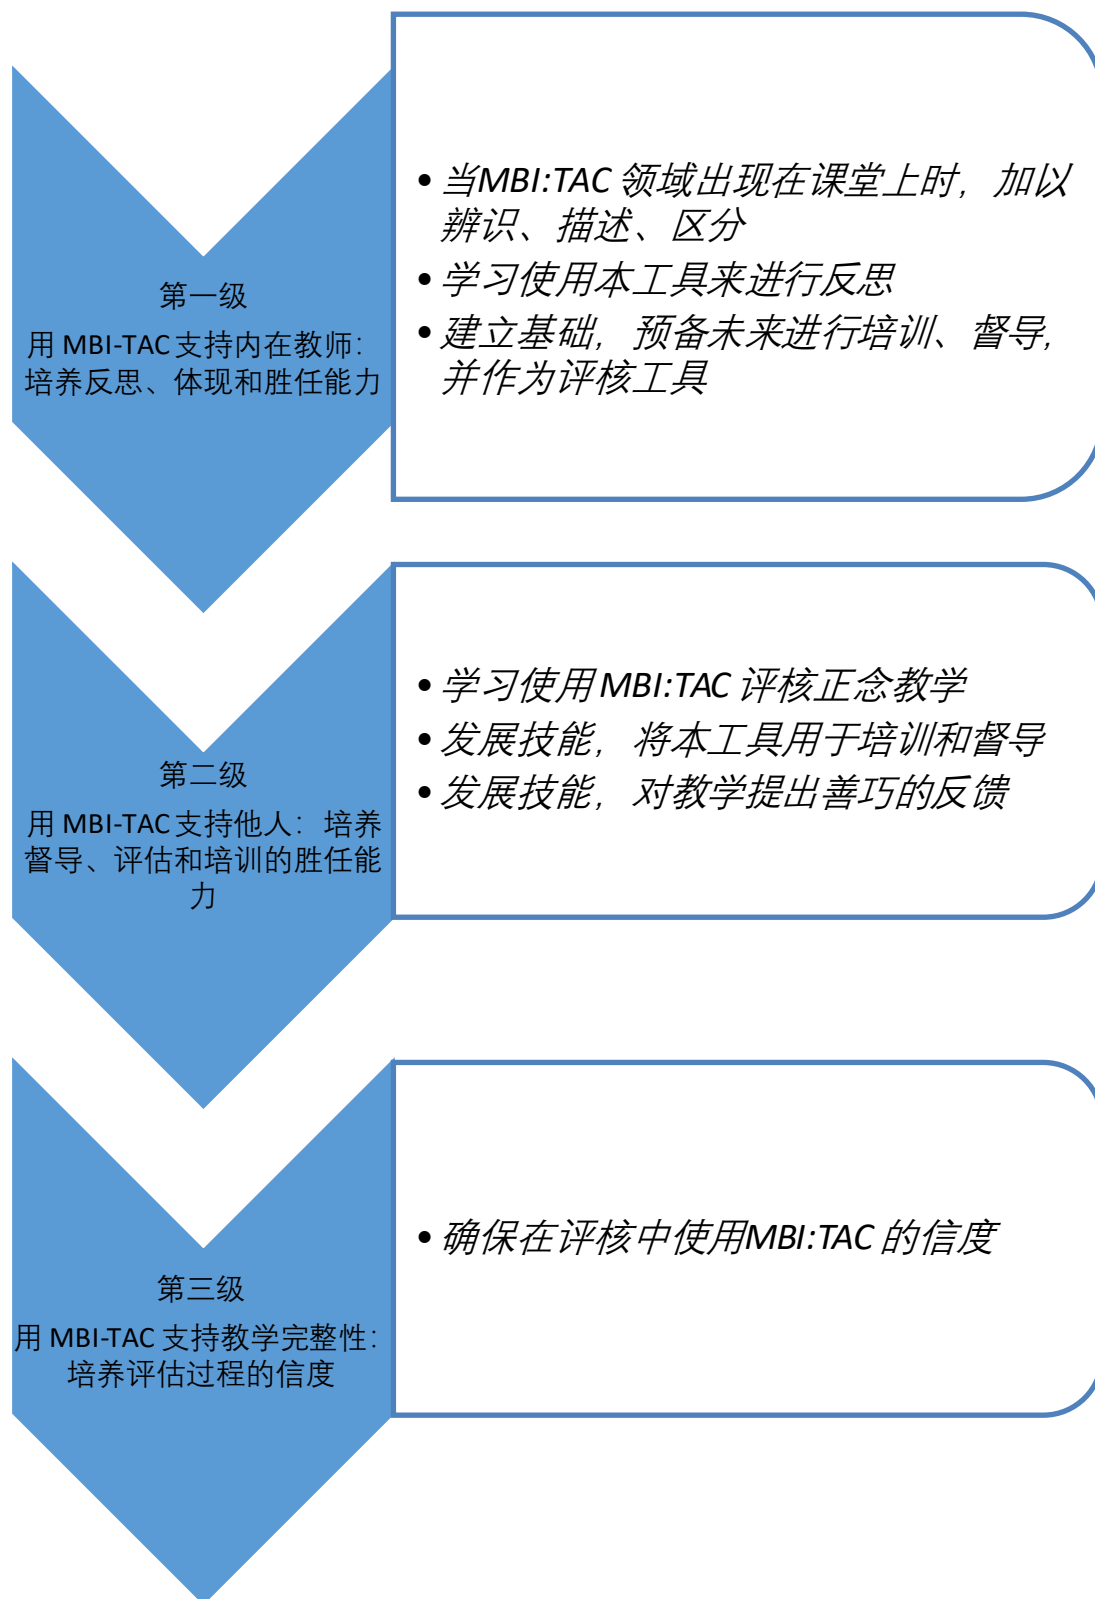 第一级
用 MBI-TAC 支持内在教师：
培养反思、体现和胜任能力
• 当MBI:TAC 领域出现在课堂上时，加以
辨识、描述、区分
• 学习使用本工具来进行反思
• 建立基础，预备未来进行培训、督导，
并作为评核工具
第二级
用 MBI-TAC 支持他人：培养
督导、评估和培训的胜任能
力
• 学习使用 MBI:TAC 评核正念教学
• 发展技能，将本工具用于培训和督导
• 发展技能，对教学提出善巧的反馈
第三级
用 MBI-TAC 支持教学完整性：
培养评估过程的信度
• 确保在评核中使用MBI:TAC 的信度